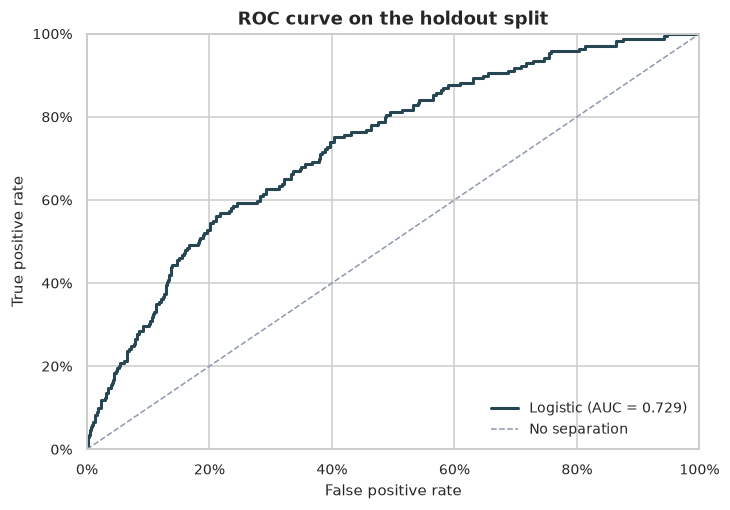 ROC curve on the holdout split
True positive rate
100%
80%
60%
40%
20%
0%
0%
20%
40%
60%
80%
100%
False positive rate
Logistic (AUC = 0.729)
No separation